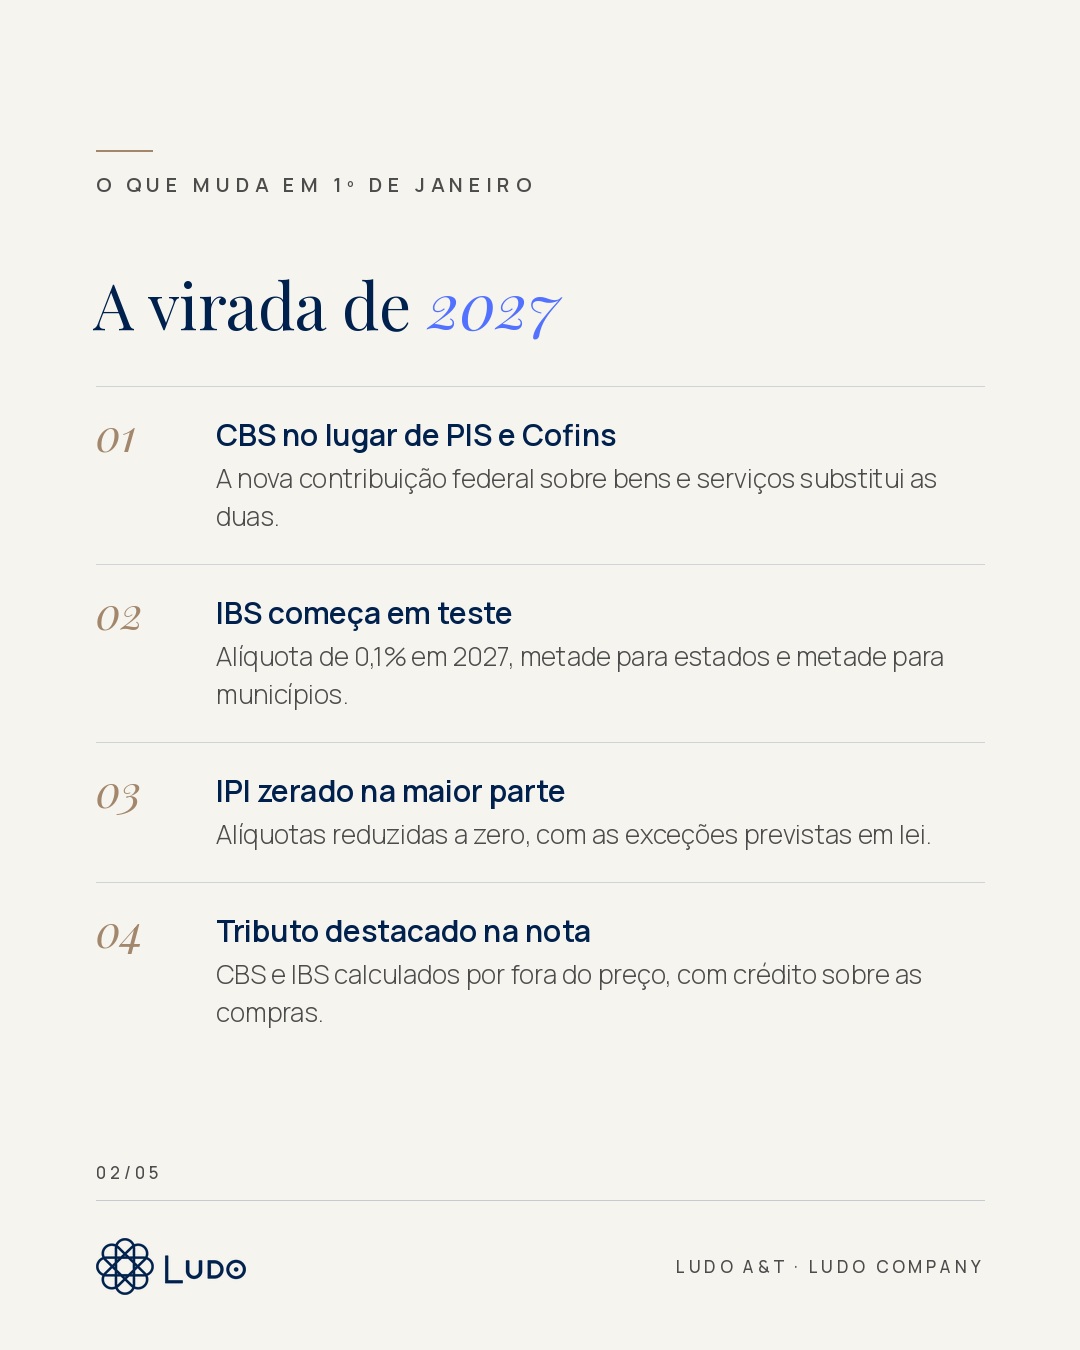 O QUE MUDA EM 1º DE JANEIRO
A virada de 2027
01
CBS no lugar de PIS e Cofins
A nova contribuição federal sobre bens e serviços substitui as
duas.
02
IBS começa em teste
Alíquota de 0,1% em 2027, metade para estados e metade para
municípios.
03
IPI zerado na maior parte
Alíquotas reduzidas a zero, com as exceções previstas em lei.
04
Tributo destacado na nota
CBS e IBS calculados por fora do preço, com crédito sobre as
compras.
02/05
LUDO
LUDO A&T · LUDO COMPANY